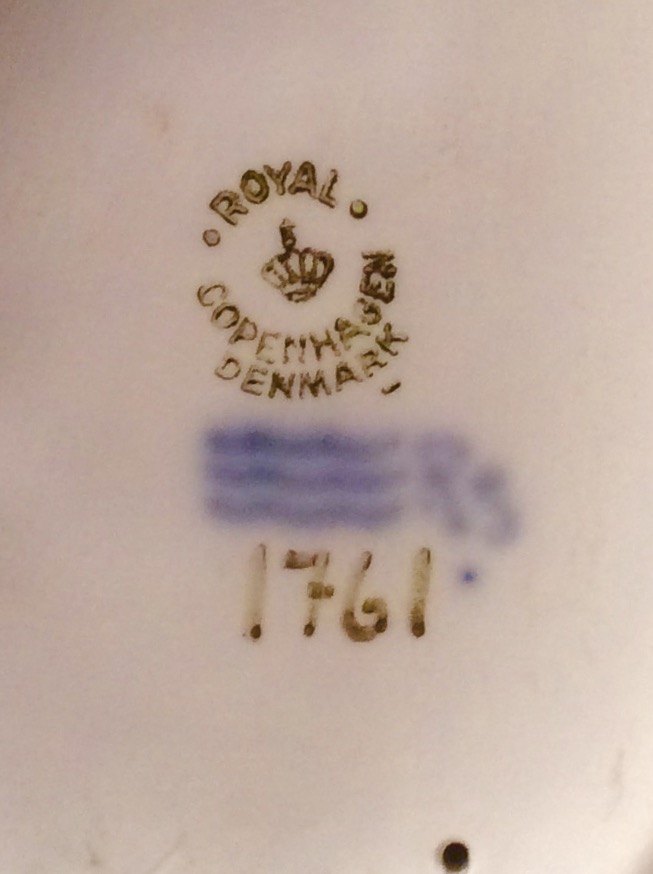 ROYAL
COPENHAGEN
DENMARK
1761